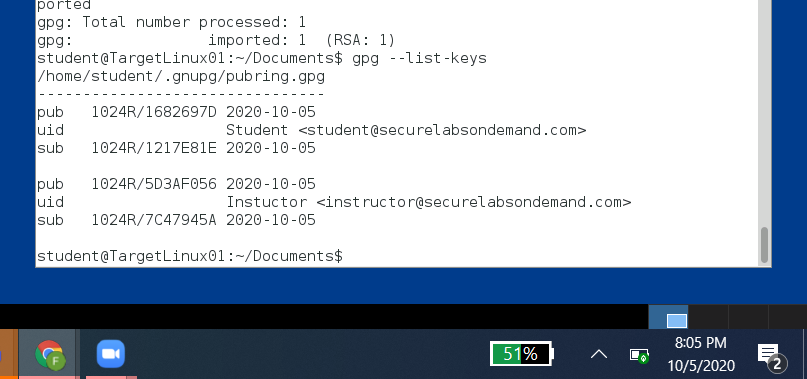 ported
gpg: Total number processed: 1
gpg:               imported: 1  (RSA: 1)
student@TargetLinux01:~/Documents$ gpg --list-keys
/home/student/.gnupg/pubring.gpg
--------------------------------
pub   1024R/1682697D 2020-10-05
uid                  Student <student@securelabsondemand.com>
sub   1024R/1217E81E 2020-10-05

pub   1024R/5D3AF056 2020-10-05
uid                  Instuctor <instructor@securelabsondemand.com>
sub   1024R/7C47945A 2020-10-05

student@TargetLinux01:~/Documents$
F
51%
8:05 PM
10/5/2020
2